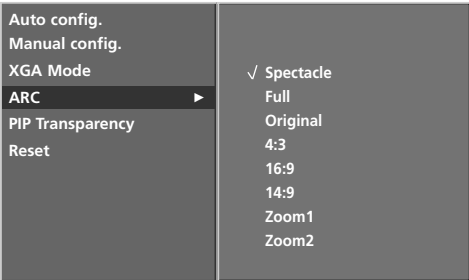 Auto config.
Manual config.
XGA Mode
ARC ►
PIP Transparency
Reset
√ Spectacle
Full
Original
4:3
16:9
14:9
Zoom1
Zoom2